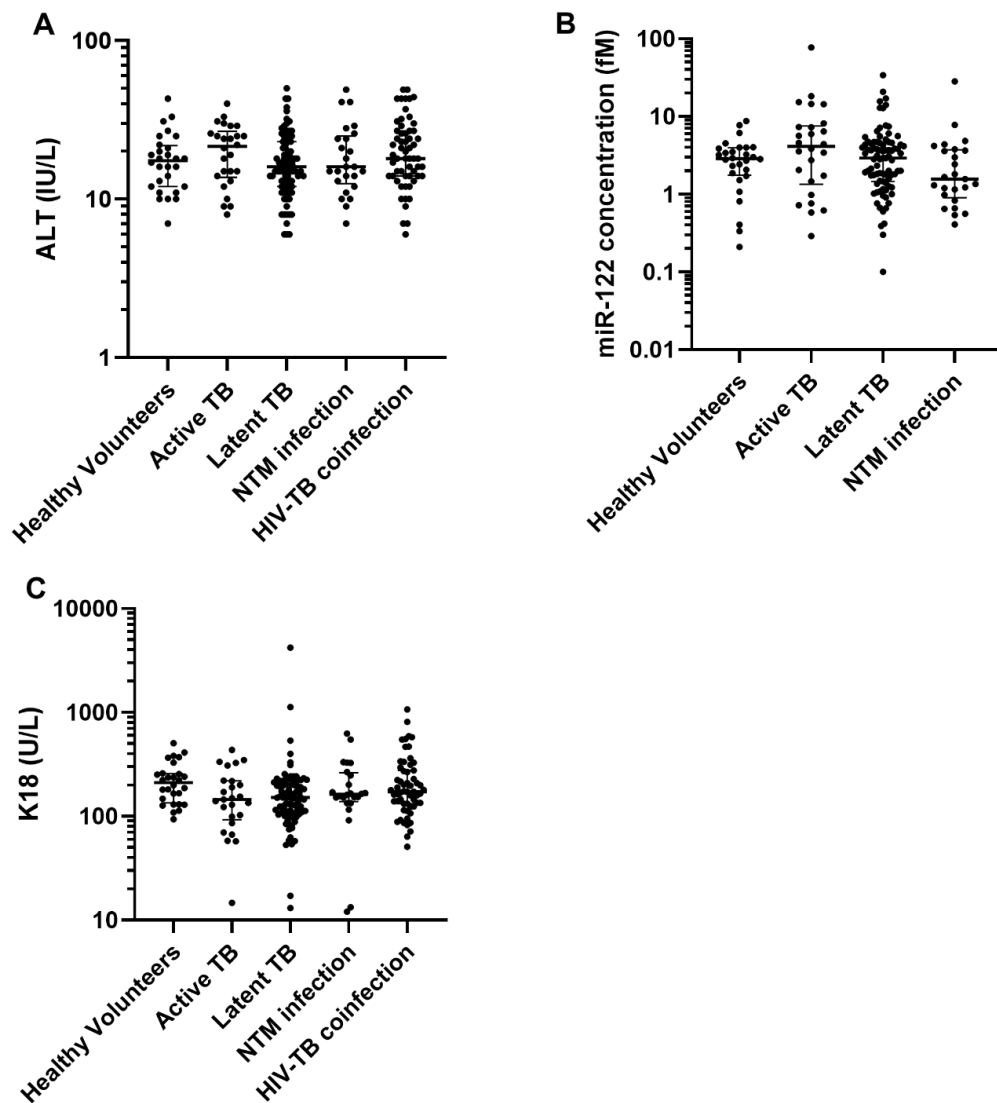 A
ALT (IU/L)
100
10
1
Healthy Volunteers
Active TB
Latent TB
NTM infection
HIV-TB coinfection
B
miR-122 concentration (fM)
100
10
1
0.1
0.01
Healthy Volunteers
Active TB
Latent TB
NTM infection
C
K18 (U/L)
10000
1000
100
10
Healthy Volunteers
Active TB
Latent TB
NTM infection
HIV-TB coinfection